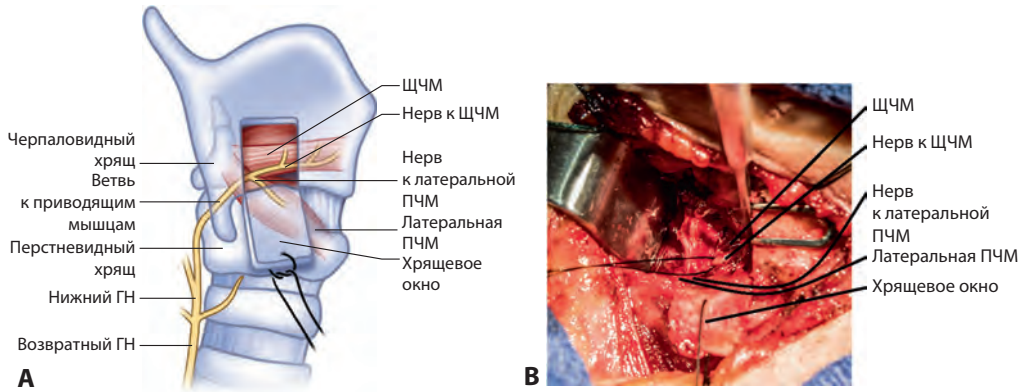 ЩЧМ
Нерв к ЩЧМ
Черпаловидный
хрящ
Ветвь
к приводящим
мышцам
Перстневидный
хрящ
Нижний ГН
Возвратный ГН
Нерв
к латеральной
ПЧМ
Латеральная
ПЧМ
Хрящевое
окно
A
ЩЧМ
Нерв к ЩЧМ
Нерв
к латеральной
ПЧМ
Латеральная ПЧМ
Хрящевое окно
B